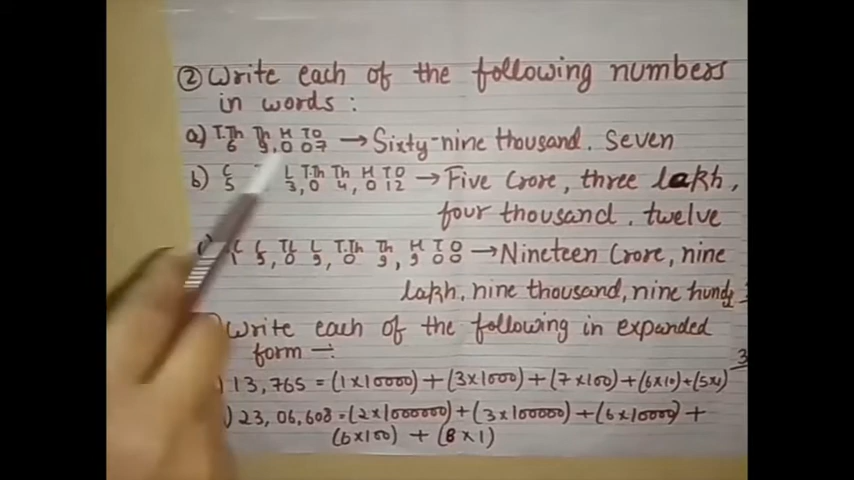 ② Write each of the following numbers
in words :
a) T.Th Th H T O → Sixty-nine thousand. Seven
6 9,0 0 7
b) C L T.Th Th H T O → Five Crore, three lakh,
5 3,0 4,0 1 2
four thousand. twelve
C TL L T.Th Th H T O → Nineteen Crore, nine
1 9,0 9,0 9,9 0 0
lakh, nine thousand, nine hund
Write each of the following in expanded
form :-
) 13,765 = (1×10000) + (3×1000) + (7×100) + (6×10) + (5×1)
) 23,06,608 = (2×1000000) + (3×100000) + (6×10000) +
(6×100) + (8×1)